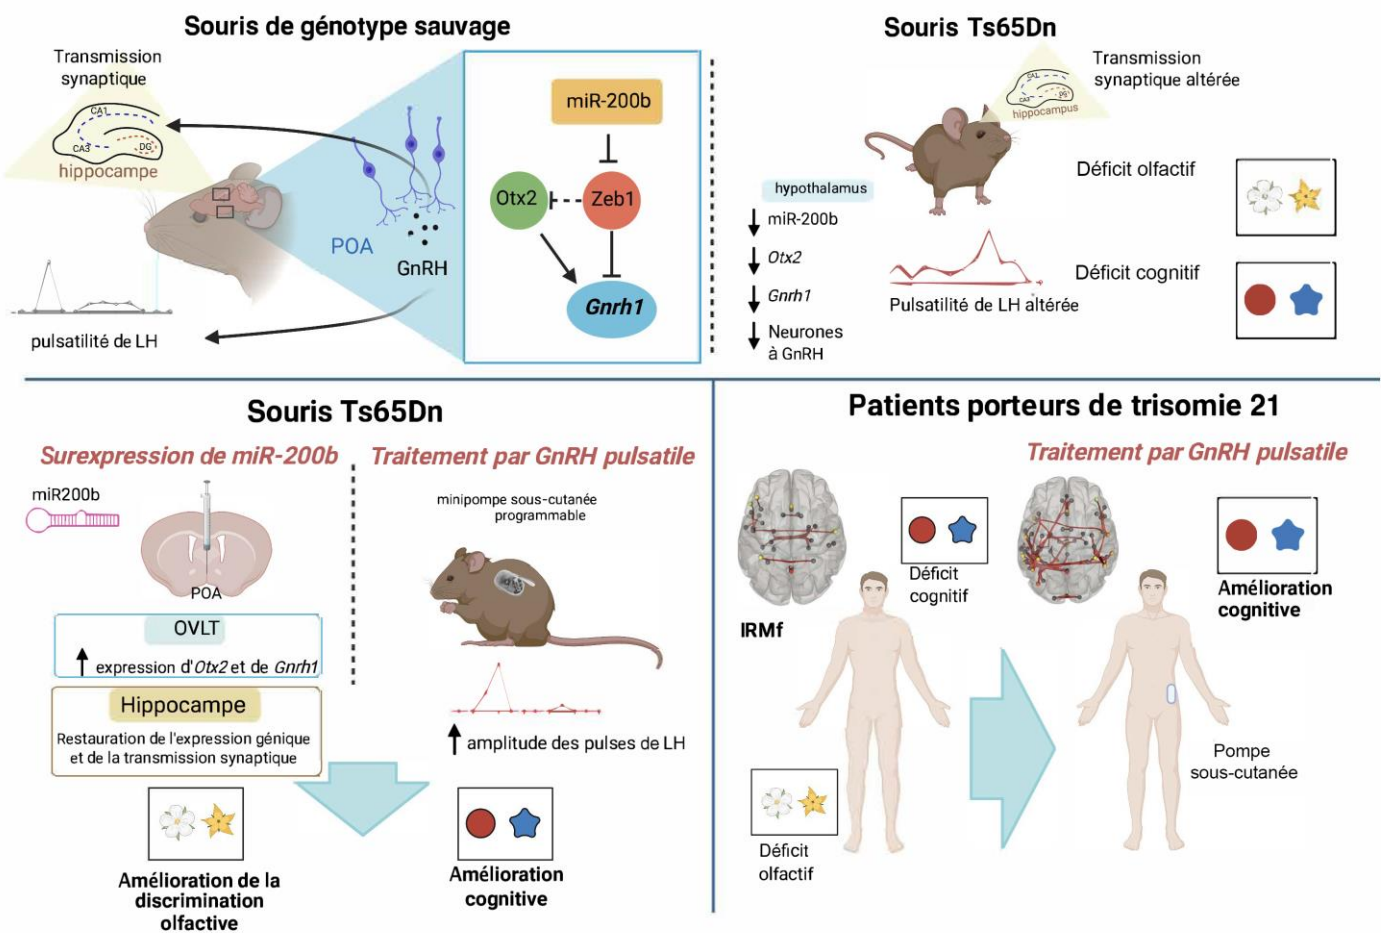 Souris de génotype sauvage
Transmission
synaptique
CA1
CA3
DG
hippocampe
POA
GnRH
pulsatilité de LH
miR-200b
Otx2
Zeb1
Gnrh1
Souris Ts65Dn
Transmission
synaptique altérée
CA1
CA3
DG
hippocampus
hypothalamus
miR-200b
Otx2
Gnrh1
Neurones
à GnRH
Pulsatilité de LH altérée
Déficit olfactif
Déficit cognitif
Souris Ts65Dn
Surexpression de miR-200b
miR200b
POA
OVLT
expression d'Otx2 et de Gnrh1
Hippocampe
Restauration de l'expression génique
et de la transmission synaptique
Amélioration de la
discrimination
olfactive
Traitement par GnRH pulsatile
minipompe sous-cutanée
programmable
amplitude des pulses de LH
Amélioration
cognitive
Patients porteurs de trisomie 21
Traitement par GnRH pulsatile
IRMf
Déficit
cognitif
Déficit
olfactif
Amélioration
cognitive
Pompe
sous-cutanée